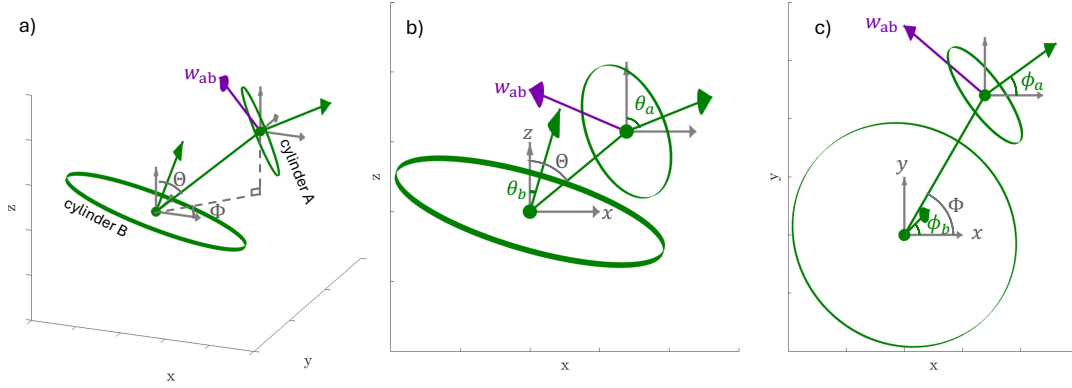 a)
w_ab
Θ
Φ
cylinder A
cylinder B
z
x
y
b)
w_ab
θ_a
z
Θ
θ_b
x
z
x
c)
w_ab
ϕ_a
y
Φ
ϕ_b
x
y
x